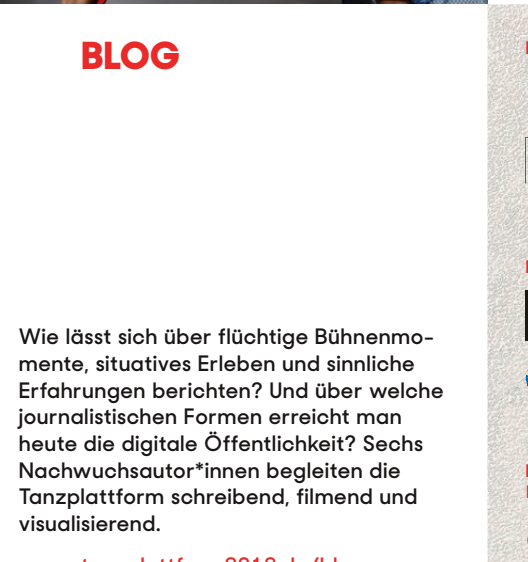 BLOG
Wie lässt sich über flüchtige Bühnenmo-
mente, situatives Erleben und sinnliche
Erfahrungen berichten? Und über welche
journalistischen Formen erreicht man
heute die digitale Öffentlichkeit? Sechs
Nachwuchsautor*innen begleiten die
Tanzplattform schreibend, filmend und
visualisierend.